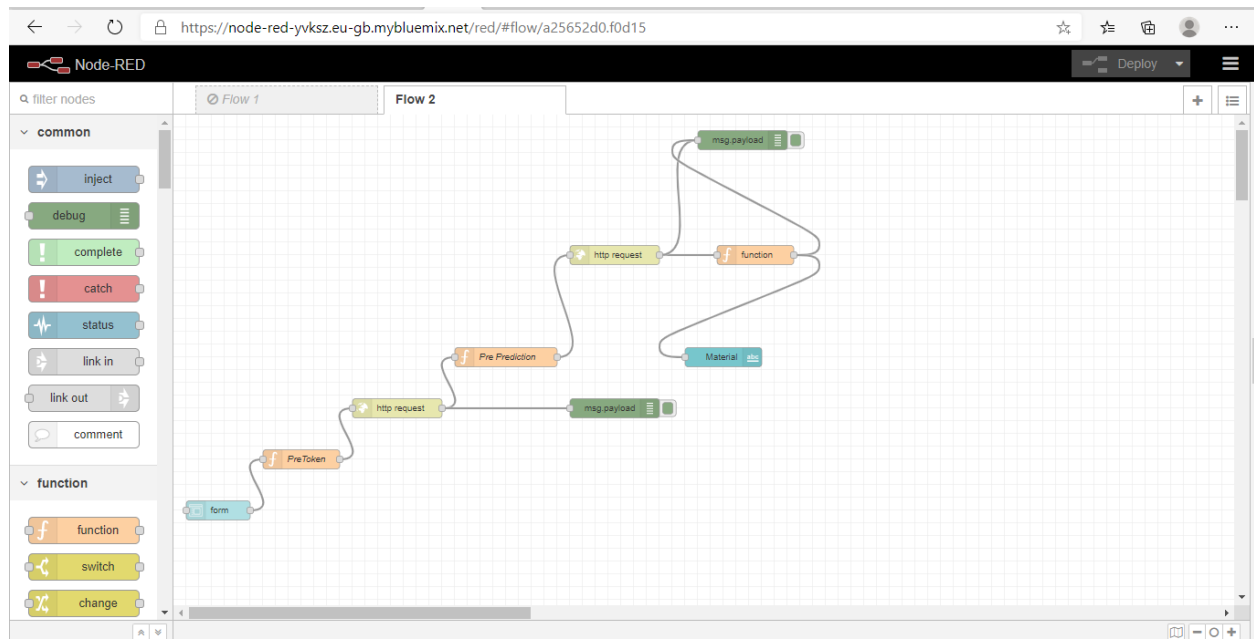 https://node-red-yvksz.eu-gb.mybluemix.net/red/#flow/a25652d0.f0d15
Node-RED
Deploy
filter nodes
Flow 1
Flow 2
common
inject
debug
complete
catch
status
link in
link out
comment
function
function
switch
change
msg.payload
http request
function
Pre Prediction
Material
abc
http request
msg.payload
PreToken
form